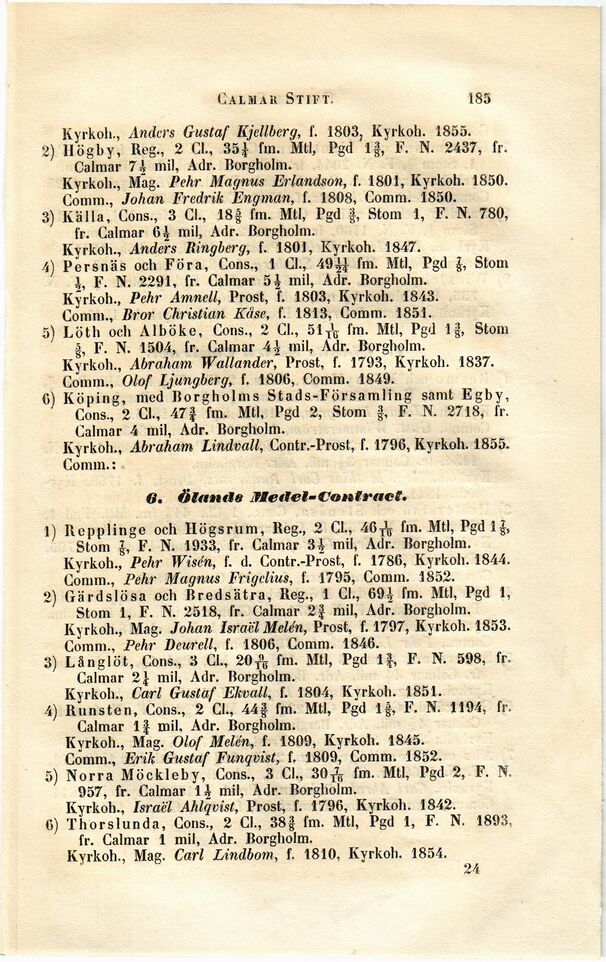 CALMAR STIFT. 185
Kyrkoh., Anders Gustaf Kjellberg, f. 1803, Kyrkoh. 1855.
2) Högby, Reg., 2 Cl., 35¼ fm. Mtl, Pgd 1⅜, F. N. 2437, fr.
Calmar 7½ mil, Adr. Borgholm.
Kyrkoh., Mag. Pehr Magnus Erlandson, f. 1801, Kyrkoh. 1850.
Comm., Johan Fredrik Engman, f. 1808, Comm. 1850.
3) Källa, Cons., 3 Cl., 18⅝ fm. Mtl, Pgd ⅜, Stom 1, F. N. 780,
fr. Calmar 6½ mil, Adr. Borgholm.
Kyrkoh., Anders Ringberg, f. 1801, Kyrkoh. 1847.
4) Persnäs och Föra, Cons., 1 Cl., 49 fm. Mtl, Pgd ⅞, Stom
½, F. N. 2291, fr. Calmar 5½ mil, Adr. Borgholm.
Kyrkoh., Pehr Amnell, Prost, f. 1803, Kyrkoh. 1843.
Comm., Bror Christian Kåse, f. 1813, Comm. 1851.
5) Löth och Alböke, Cons., 2 Cl., 51 1/16 fm. Mtl, Pgd 1⅜, Stom
⅝, F. N. 1504, fr. Calmar 4½ mil, Adr. Borgholm.
Kyrkoh., Abraham Wallander, Prost, f. 1793, Kyrkoh. 1837.
Comm., Olof Ljungberg, f. 1806, Comm. 1849.
6) Köping, med Borgholms Stads-Församling samt Egby,
Cons., 2 Cl., 47¾ fm. Mtl, Pgd 2, Stom ⅜, F. N. 2718, fr.
Calmar 4 mil, Adr. Borgholm.
Kyrkoh., Abraham Lindvall, Contr.-Prost, f. 1796, Kyrkoh. 1855.
Comm.:
6. Ölands Medel-Contract.
1) Repplinge och Högsrum, Reg., 2 Cl., 46 1/16 fm. Mtl, Pgd 1⅞,
Stom ⅞, F. N. 1933, fr. Calmar 3½ mil, Adr. Borgholm.
Kyrkoh., Pehr Wisén, f. d. Contr.-Prost, f. 1786, Kyrkoh. 1844.
Comm., Pehr Magnus Frigelius, f. 1795, Comm. 1852.
2) Gärdslösa och Bredsätra, Reg., 1 Cl., 69½ fm. Mtl, Pgd 1,
Stom 1, F. N. 2518, fr. Calmar 2¾ mil, Adr. Borgholm.
Kyrkoh., Mag. Johan Israël Melén, Prost, f. 1797, Kyrkoh. 1853.
Comm., Pehr Deurell, f. 1806, Comm. 1846.
3) Långlöt, Cons., 3 Cl., 20 fm. Mtl, Pgd 1¾, F. N. 598, fr.
Calmar 2¼ mil, Adr. Borgholm.
Kyrkoh., Carl Gustaf Ekvall, f. 1804, Kyrkoh. 1851.
4) Runsten, Cons., 2 Cl., 44⅜ fm. Mtl, Pgd 1⅝, F. N. 1194, fr.
Calmar 1¾ mil, Adr. Borgholm.
Kyrkoh., Mag. Olof Melén, f. 1809, Kyrkoh. 1845.
Comm., Erik Gustaf Funqvist, f. 1809, Comm. 1852.
5) Norra Möckleby, Cons., 3 Cl., 30 fm. Mtl, Pgd 2, F. N.
957, fr. Calmar 1½ mil, Adr. Borgholm.
Kyrkoh., Israël Ahlqvist, Prost, f. 1796, Kyrkoh. 1842.
6) Thorslunda, Cons., 2 Cl., 38⅜ fm. Mtl, Pgd 1, F. N. 1893,
fr. Calmar 1 mil, Adr. Borgholm.
Kyrkoh., Mag. Carl Lindbom, f. 1810, Kyrkoh. 1854.
24